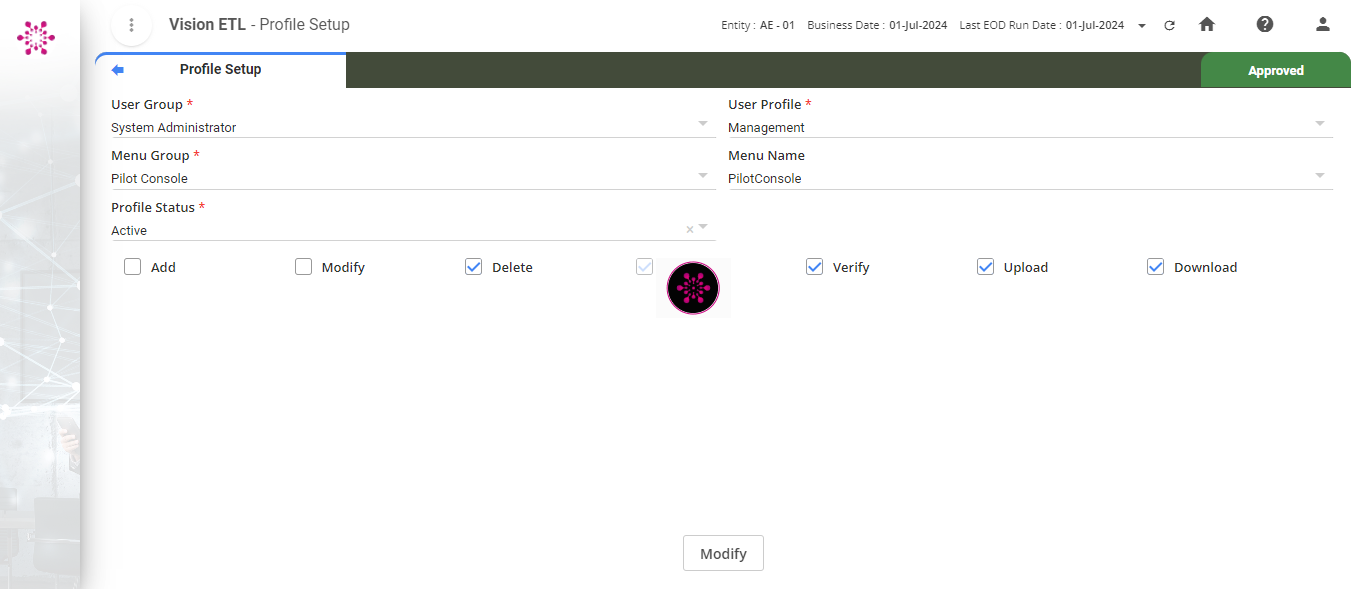 Vision ETL - Profile Setup
Entity : AE - 01 Business Date : 01-Jul-2024 Last EOD Run Date : 01-Jul-2024
Profile Setup
Approved
User Group *
System Administrator
User Profile *
Management
Menu Group *
Pilot Console
Menu Name
PilotConsole
Profile Status *
Active
Add
Modify
Delete
Verify
Upload
Download
Modify